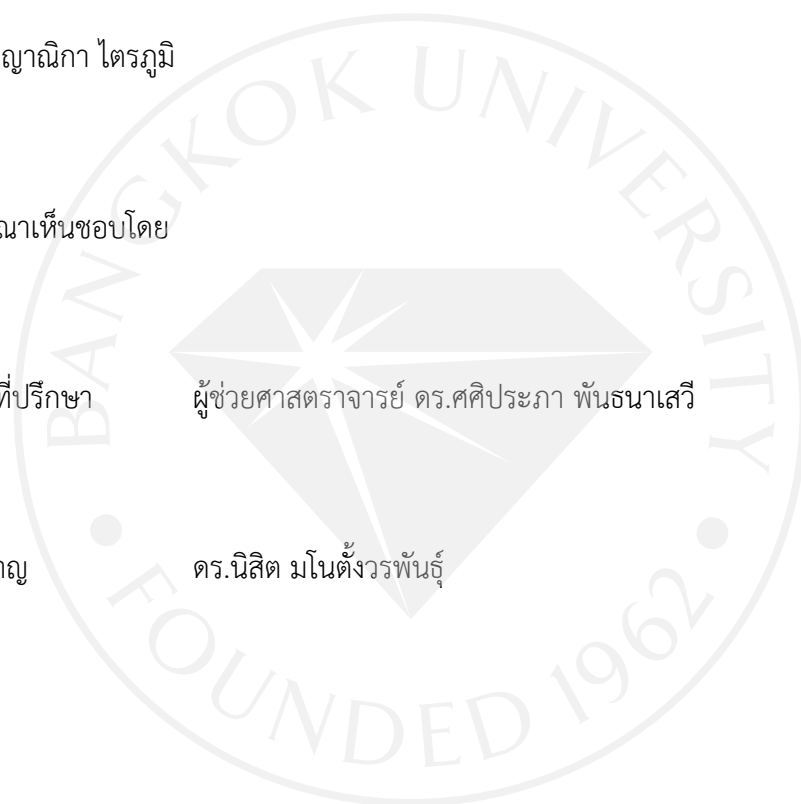 ญาณิกา ไตรภูมิ
ณาเห็นชอบโดย
ที่ปรึกษา ผู้ช่วยศาสตราจารย์ ดร.ศศิประภา พันธนาเสวี
าญ ดร.นิสิต มโนตั้งวรพันธุ์
BANGKOK UNIVERSITY
FOUNDED 1962